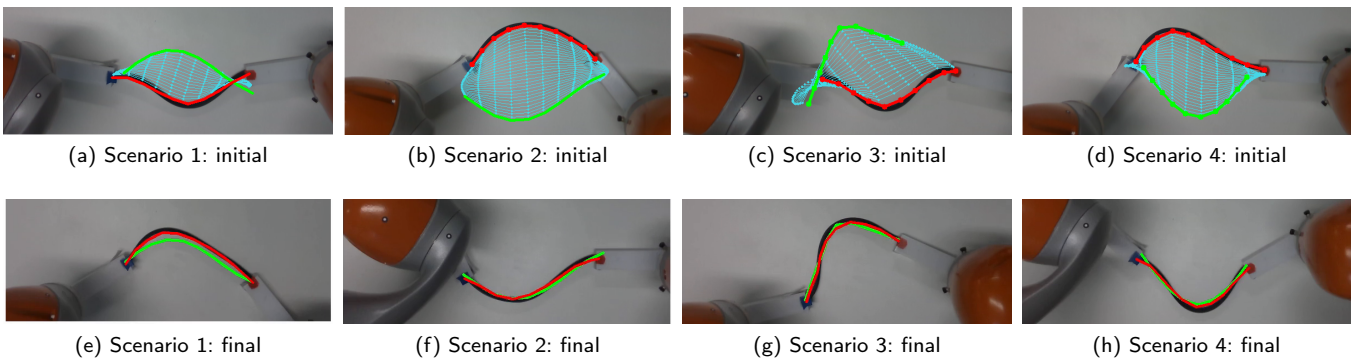 (a) Scenario 1: initial
(b) Scenario 2: initial
(c) Scenario 3: initial
(d) Scenario 4: initial
(e) Scenario 1: final
(f) Scenario 2: final
(g) Scenario 3: final
(h) Scenario 4: final